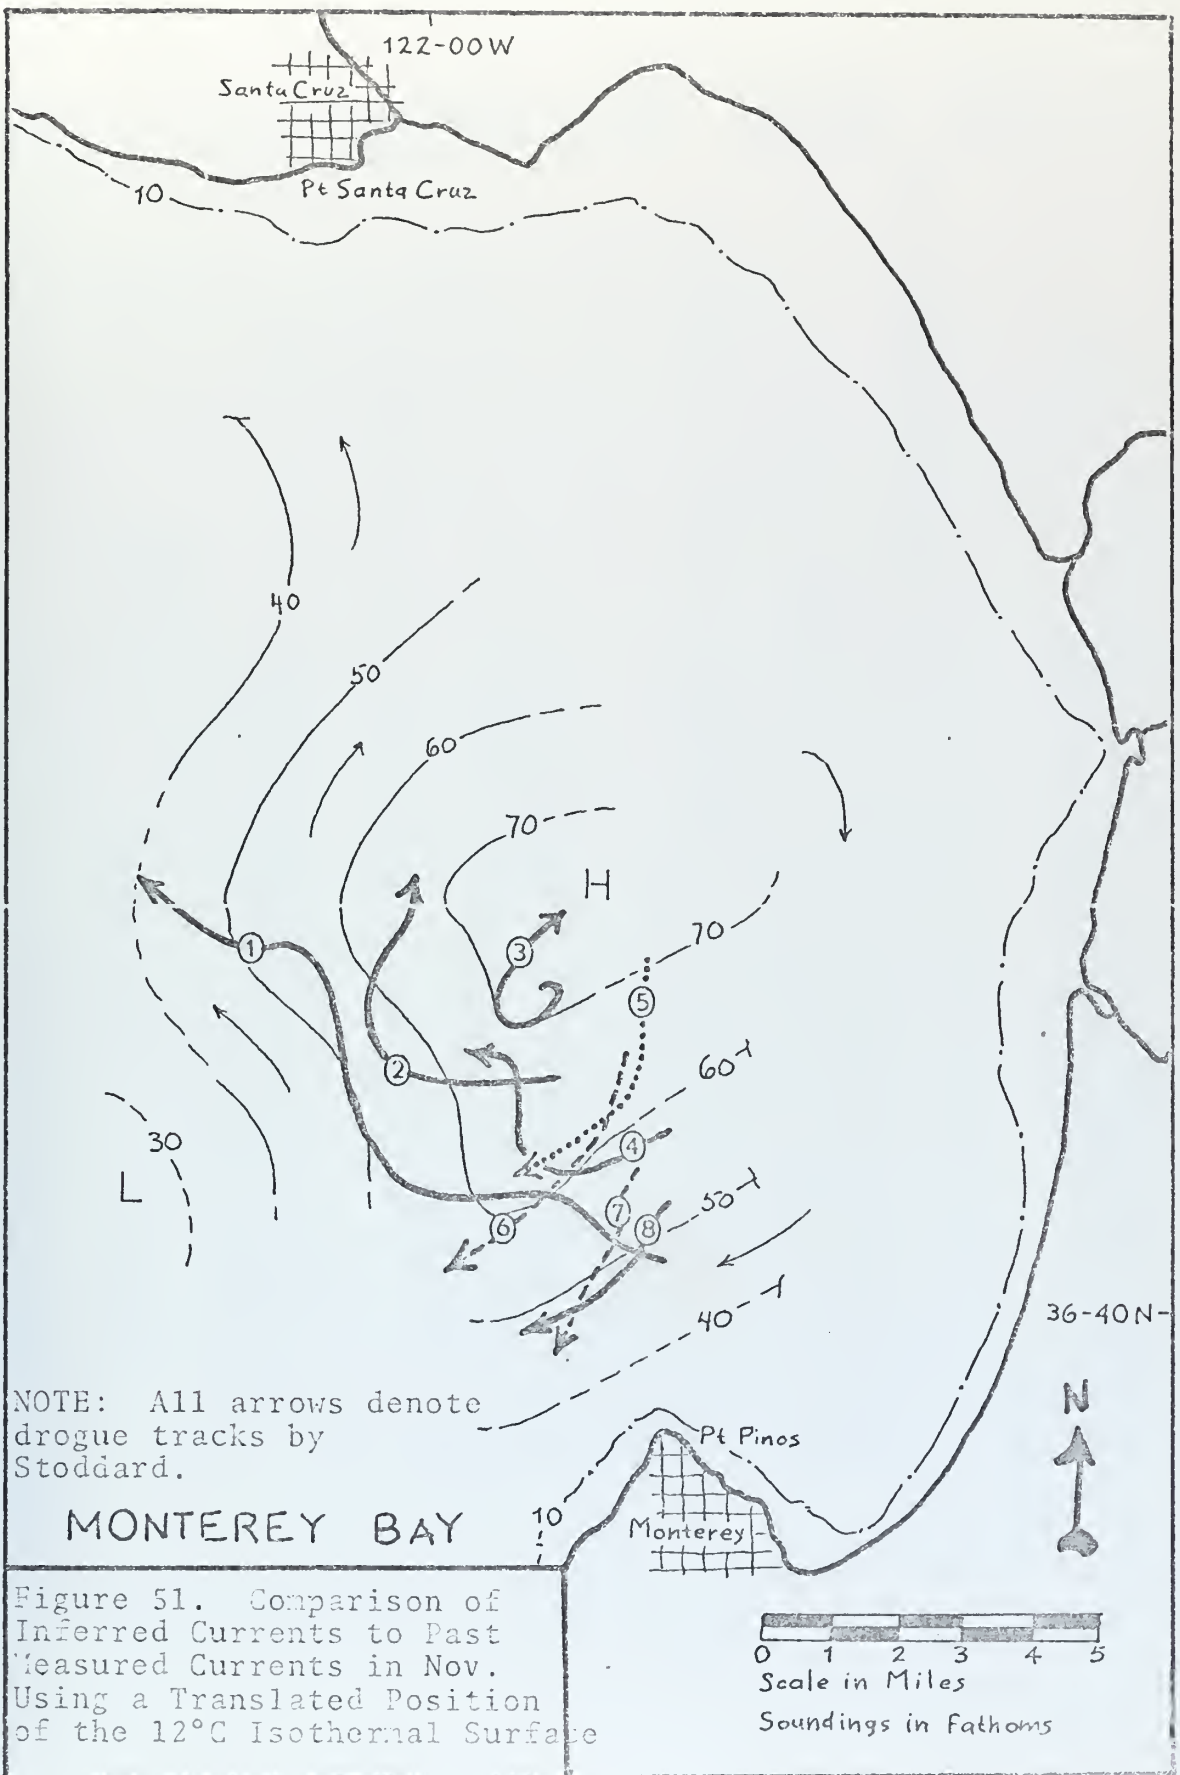 122-00W
Santa Cruz
10
Pt Santa Cruz
40
50
60
70
H
70
1
3
5
2
60
30
4
L
50
7
8
6
40
36-40N
N
NOTE: All arrows denote
drogue tracks by
Stoddard.
Pt Pinos
MONTEREY BAY
10
Monterey
Figure 51. Comparison of
Inferred Currents to Past
Measured Currents in Nov.
Using a Translated Position
of the 12°C Isothermal Surface
0 1 2 3 4 5
Scale in Miles
Soundings in Fathoms